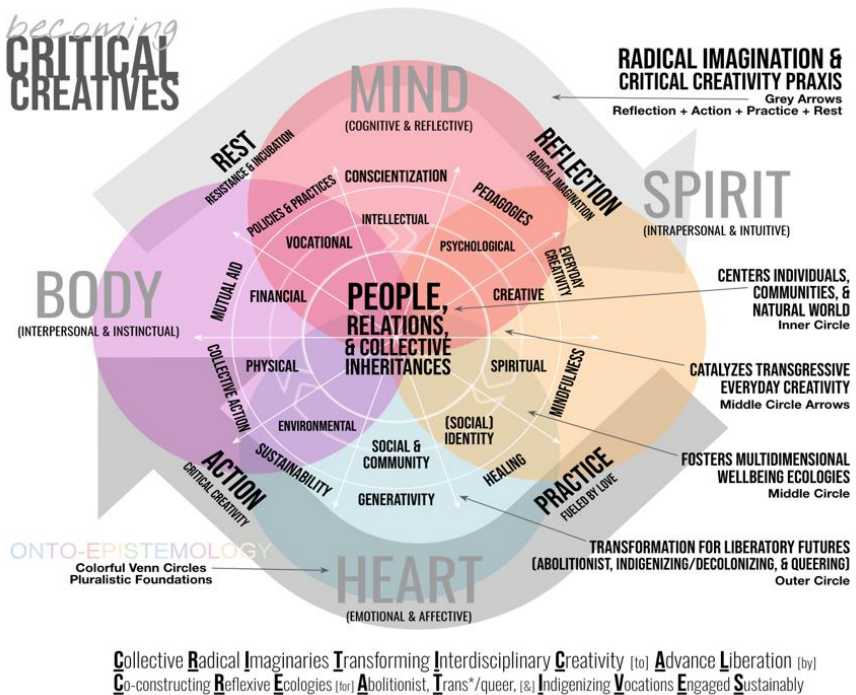 becoming
CRITICAL
CREATIVES
RADICAL IMAGINATION &
CRITICAL CREATIVITY PRAXIS
Grey Arrows
Reflection + Action + Practice + Rest
MIND
(COGNITIVE & REFLECTIVE)
REST
RESISTANCE & INCUBATION
REFLECTION
RADICAL IMAGINATION
SPIRIT
(INTRAPERSONAL & INTUITIVE)
BODY
(INTERPERSONAL & INSTINCTUAL)
CONSCIENTIZATION
POLICIES & PRACTICES
PEDAGOGIES
INTELLECTUAL
VOCATIONAL
PSYCHOLOGICAL
EVERYDAY
CREATIVITY
MUTUAL AID
FINANCIAL
CREATIVE
PEOPLE,
RELATIONS,
& COLLECTIVE
INHERITANCES
CENTERS INDIVIDUALS,
COMMUNITIES, &
NATURAL WORLD
Inner Circle
COLLECTIVE ACTION
PHYSICAL
SPIRITUAL
MINDFULNESS
CATALYZES TRANSGRESSIVE
EVERYDAY CREATIVITY
Middle Circle Arrows
ENVIRONMENTAL
SOCIAL &
COMMUNITY
(SOCIAL)
IDENTITY
SUSTAINABILITY
GENERATIVITY
HEALING
FOSTERS MULTIDIMENSIONAL
WELLBEING ECOLOGIES
Middle Circle
ACTION
CRITICAL CREATIVITY
PRACTICE
FUELED BY LOVE
TRANSFORMATION FOR LIBERATORY FUTURES
(ABOLITIONIST, INDIGENIZING/DECOLONIZING, & QUEERING)
Outer Circle
ONTO-EPISTEMOLOGY
Colorful Venn Circles
Pluralistic Foundations
HEART
(EMOTIONAL & AFFECTIVE)
Collective Radical Imaginaries Transforming Interdisciplinary Creativity [to] Advance Liberation [by]
Co-constructing Reflexive Ecologies [for] Abolitionist, Trans*/queer, [&] Indigenizing Vocations Engaged Sustainably